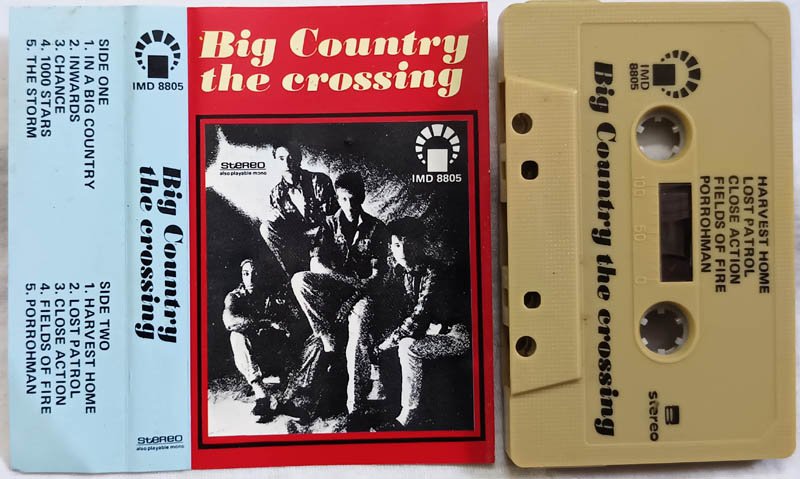 IMD 8805
SIDE ONE
1. IN A BIG COUNTRY
2. INWARDS
3. CHANCE
4. 1000 STARS
5. THE STORM
Big Country
the crossing
SIDE TWO
1. HARVEST HOME
2. LOST PATROL
3. CLOSE ACTION
4. FIELDS OF FIRE
5. PORROHMAN
STEREO
also playable mono
Big Country
the crossing
STEREO
also playable mono
IMD 8805
IMD
8805
Big Country the crossing
HARVEST HOME
LOST PATROL
CLOSE ACTION
FIELDS OF FIRE
PORROHMAN
100 50 0
B
stereo